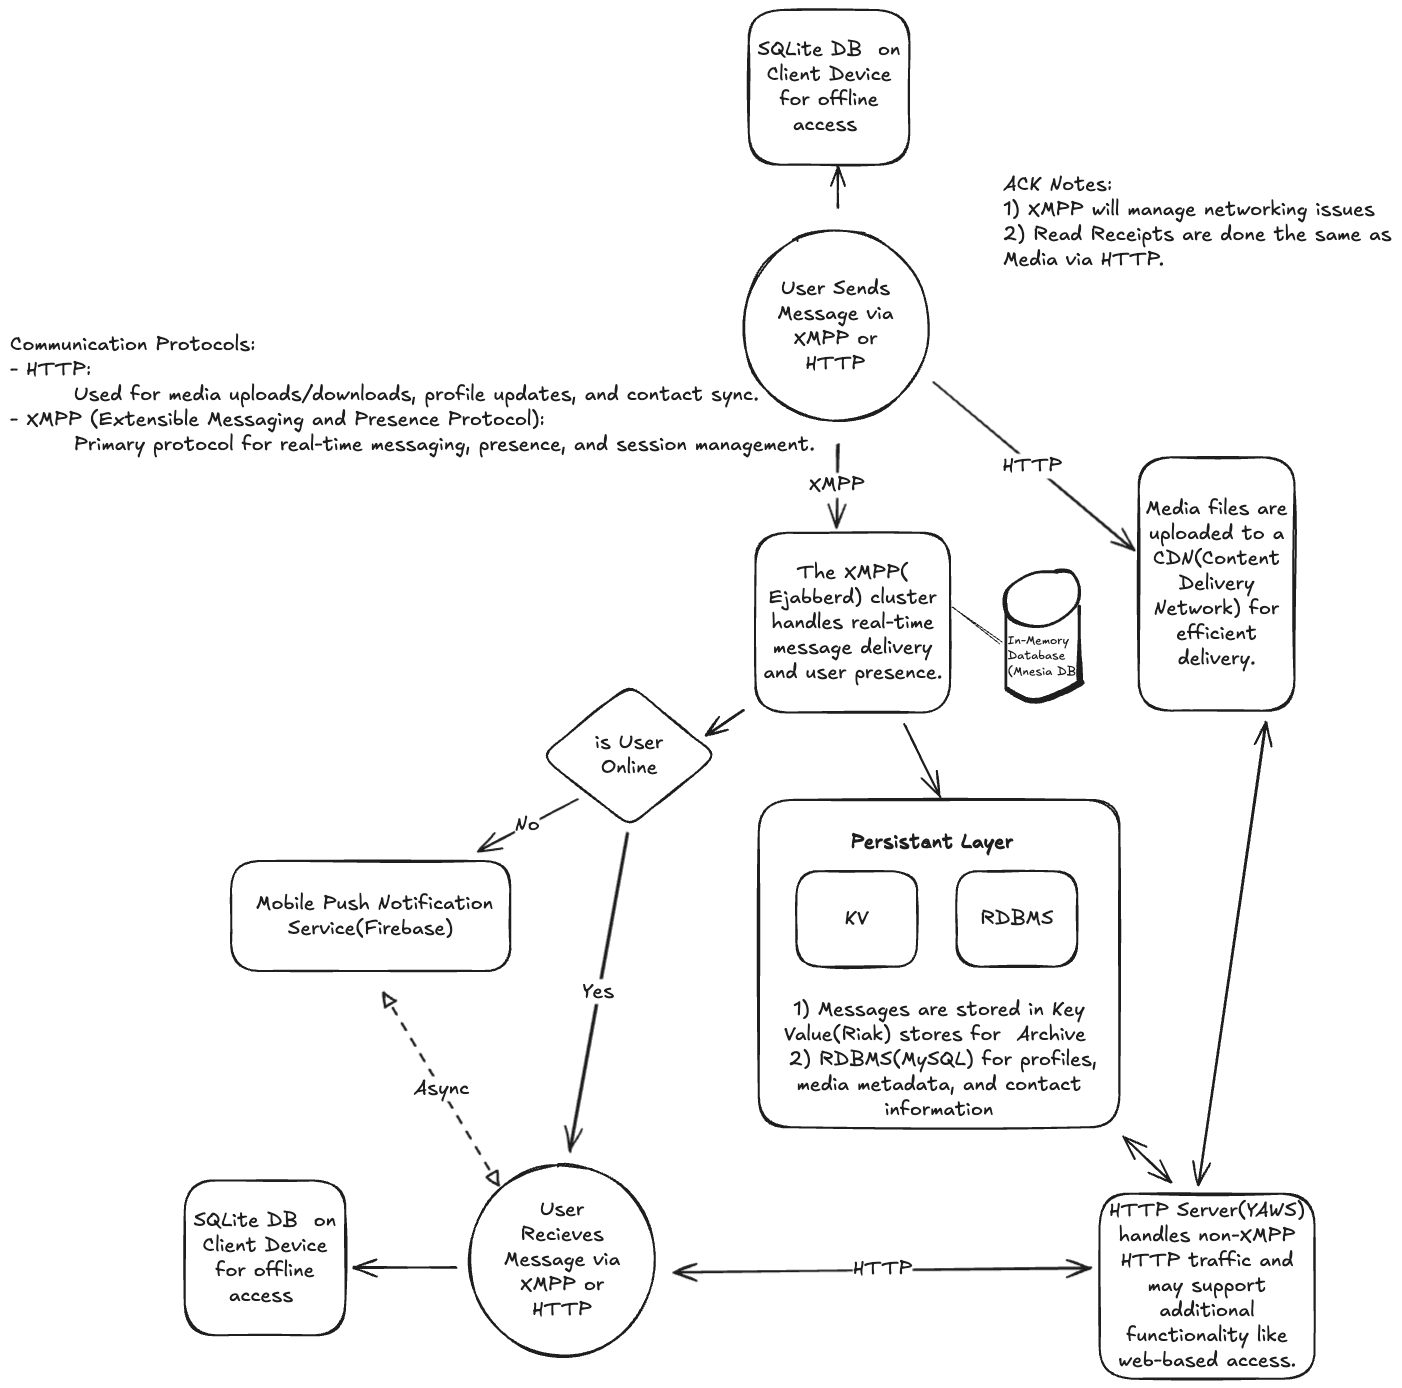 SQLite DB on
Client Device
for offline
access
ACK Notes:
1) XMPP will manage networking issues
2) Read Receipts are done the same as
Media via HTTP.
User Sends
Message via
XMPP or
HTTP
Communication Protocols:
- HTTP:
Used for media uploads/downloads, profile updates, and contact sync.
- XMPP (Extensible Messaging and Presence Protocol):
Primary protocol for real-time messaging, presence, and session management.
HTTP
XMPP
Media files are
uploaded to a
CDN(Content
Delivery
Network) for
efficient
delivery.
The XMPP(
Ejabberd) cluster
handles real-time
message delivery
and user presence.
In-Memory
Database
(Mnesia DB
is User
Online
No
Mobile Push Notification
Service(Firebase)
Yes
Async
Persistant Layer
KV
RDBMS
1) Messages are stored in Key
Value(Riak) stores for Archive
2) RDBMS(MySQL) for profiles,
media metadata, and contact
information
SQLite DB on
Client Device
for offline
access
User
Recieves
Message via
XMPP or
HTTP
HTTP
HTTP Server(YAWS)
handles non-XMPP
HTTP traffic and
may support
additional
functionality like
web-based access.